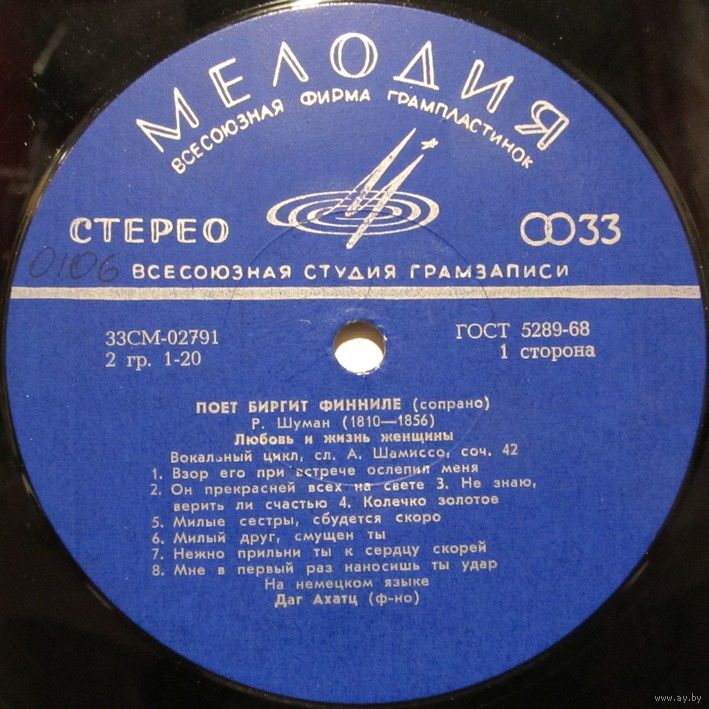 МЕЛОДИЯ
ВСЕСОЮЗНАЯ ФИРМА ГРАМПЛАСТИНОК
СТЕРЕО
33
0106
ВСЕСОЮЗНАЯ СТУДИЯ ГРАМЗАПИСИ
33СМ-02791
ГОСТ 5289-68
2 гр. 1-20
1 сторона
ПОЕТ БИРГИТ ФИННИЛЕ (сопрано)
Р. Шуман (1810—1856)
Любовь и жизнь женщины
Вокальный цикл, сл. А. Шамиссо, соч. 42
1. Взор его при встрече ослепил меня
2. Он прекрасней всех на свете 3. Не знаю,
верить ли счастью 4. Колечко золотое
5. Милые сестры, сбудется скоро
6. Милый друг, смущен ты
7. Нежно прильни ты к сердцу скорей
8. Мне в первый раз наносишь ты удар
На немецком языке
Даг Ахатц (ф-но)
www.ay.by